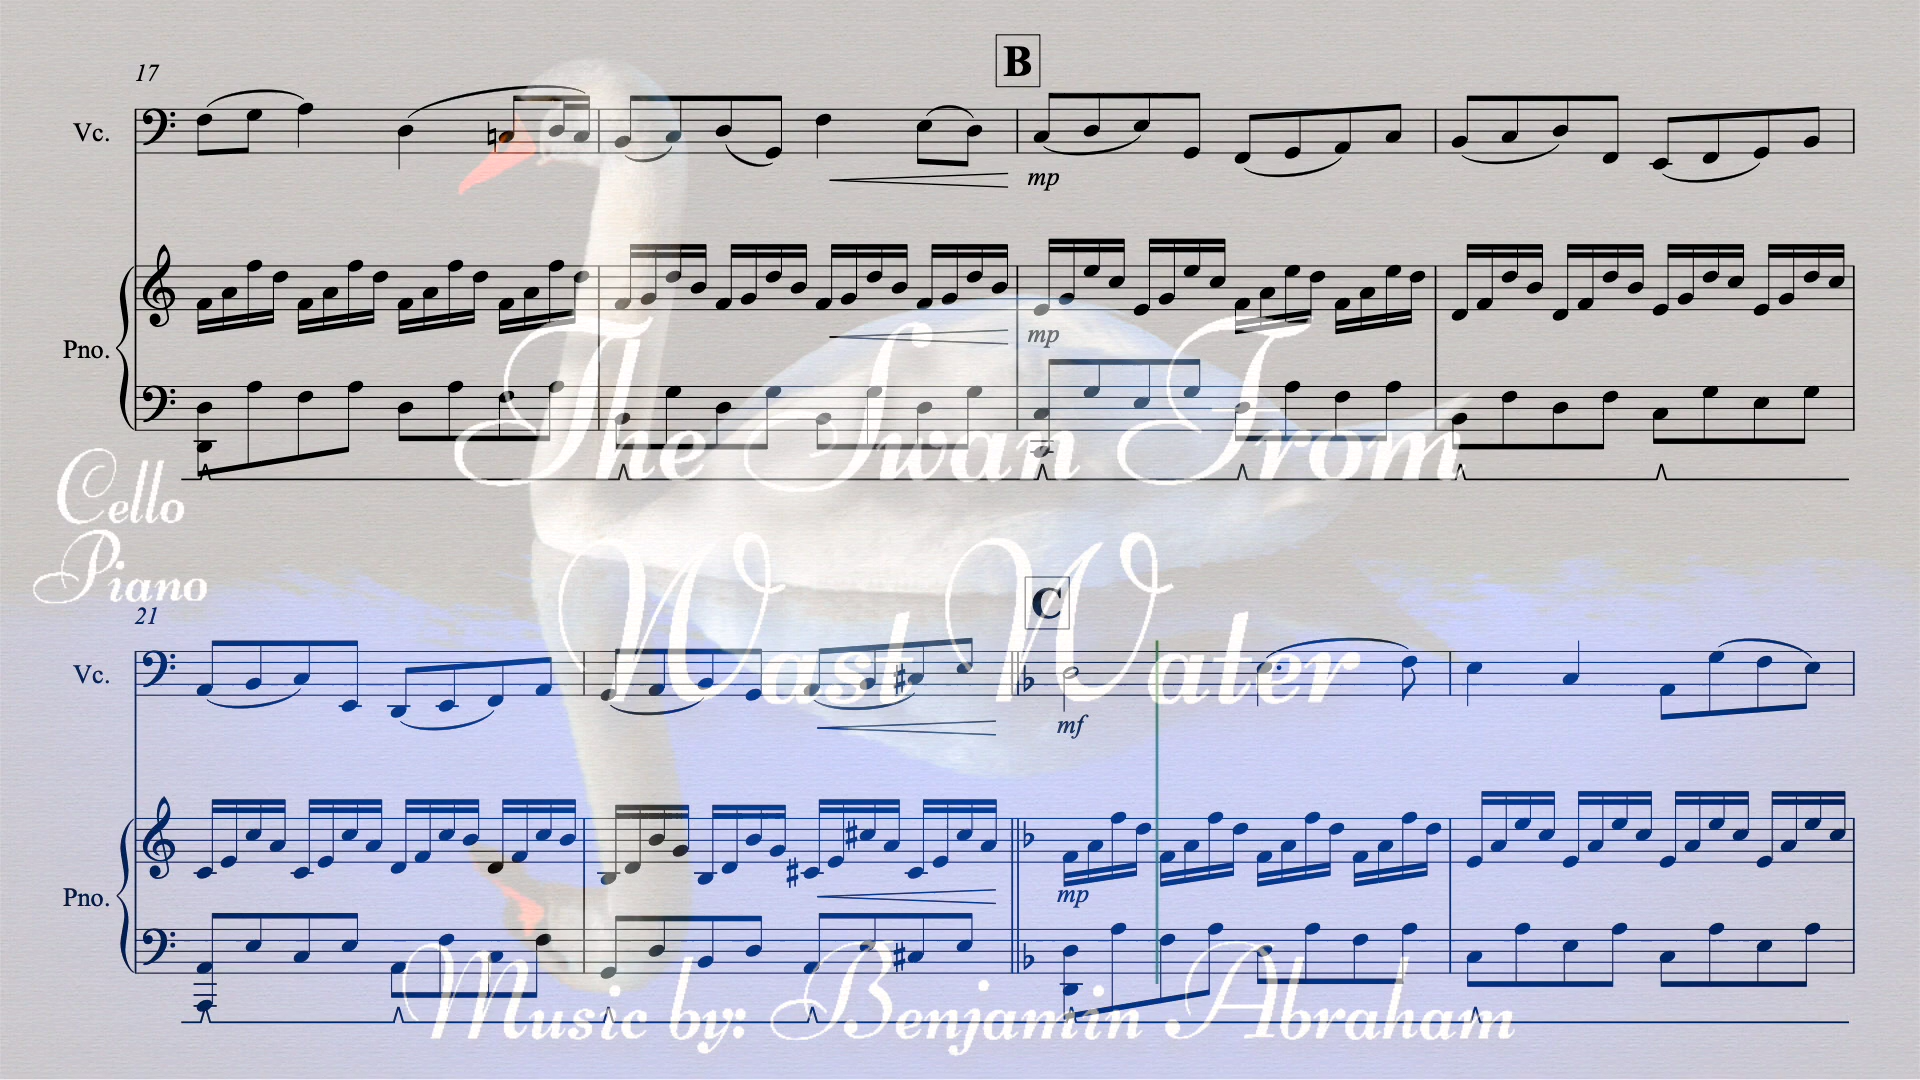 B
17
Vc.
mp
mp
Pno.
The Swan From
Cello
Piano
Wast Water
C
21
Vc.
mf
mp
Pno.
Music by: Benjamin Abraham